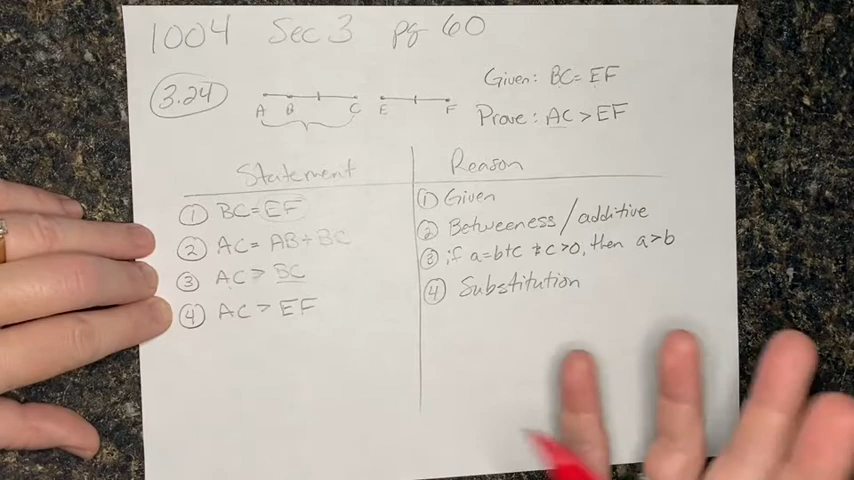 1004 Sec 3 pg 60
3.24
A B C E F
Given: BC = EF
Prove: AC > EF
Statement Reason
① BC = EF ① Given
② AC = AB + BC ② Betweeness / additive
③ AC > BC ③ if a=b+c & c>0, then a>b
④ AC > EF ④ Substitution